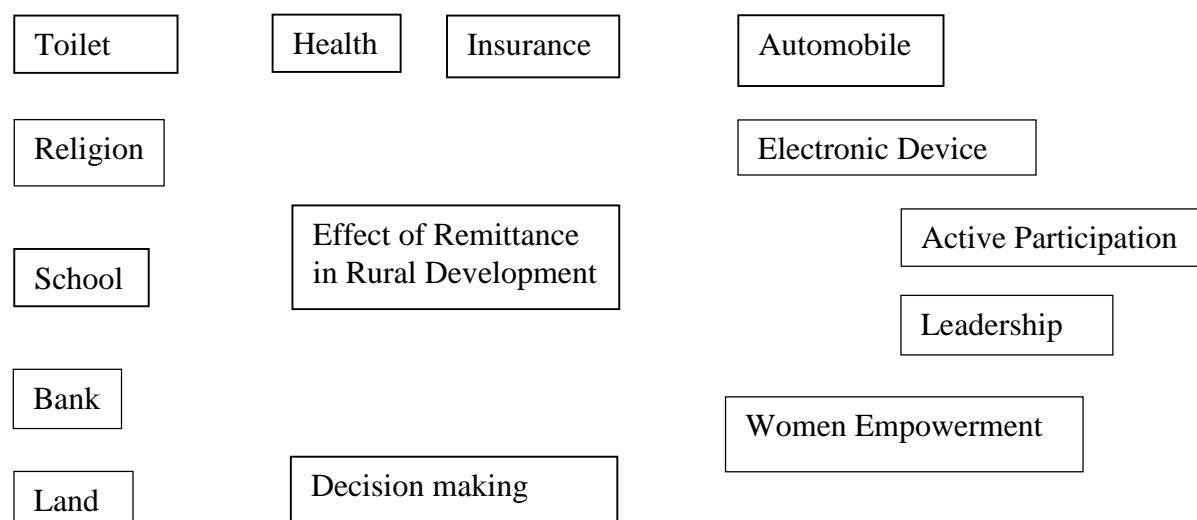 Toilet
Health
Insurance
Automobile
Religion
Electronic Device
Effect of Remittance
in Rural Development
Active Participation
School
Leadership
Bank
Women Empowerment
Land
Decision making